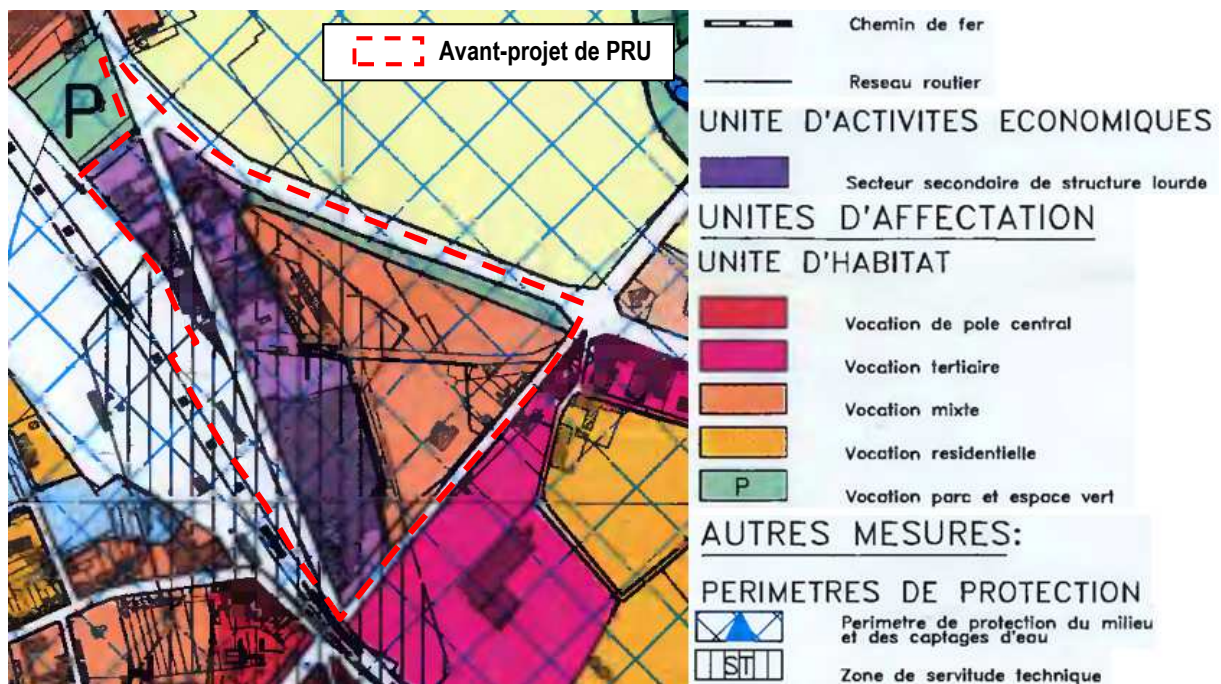 Avant-projet de PRU
P
Chemin de fer
Reseau routier
UNITE D'ACTIVITES ECONOMIQUES
Secteur secondaire de structure lourde
UNITES D'AFFECTATION
UNITE D'HABITAT
Vocation de pole central
Vocation tertiaire
Vocation mixte
Vocation residentielle
P
Vocation parc et espace vert
AUTRES MESURES:
PERIMETRES DE PROTECTION
Perimetre de protection du milieu
et des captages d'eau
ST
Zone de servitude technique